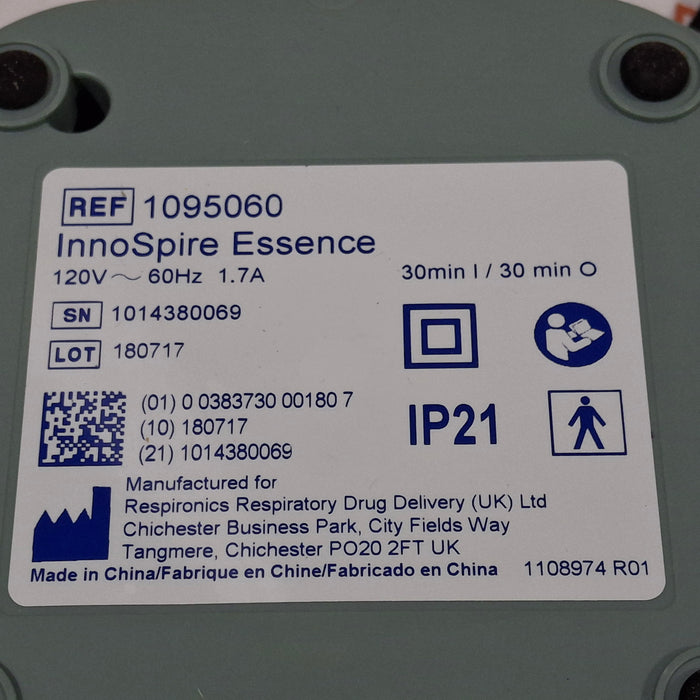 REF 1095060
InnoSpire Essence
120V ~ 60Hz 1.7A
30min I / 30 min O
SN 1014380069
LOT 180717
(01) 0 0383730 00180 7
(10) 180717
(21) 1014380069
IP21
Manufactured for
Respironics Respiratory Drug Delivery (UK) Ltd
Chichester Business Park, City Fields Way
Tangmere, Chichester PO20 2FT UK
Made in China/Fabrique en Chine/Fabricado en China
1108974 R01